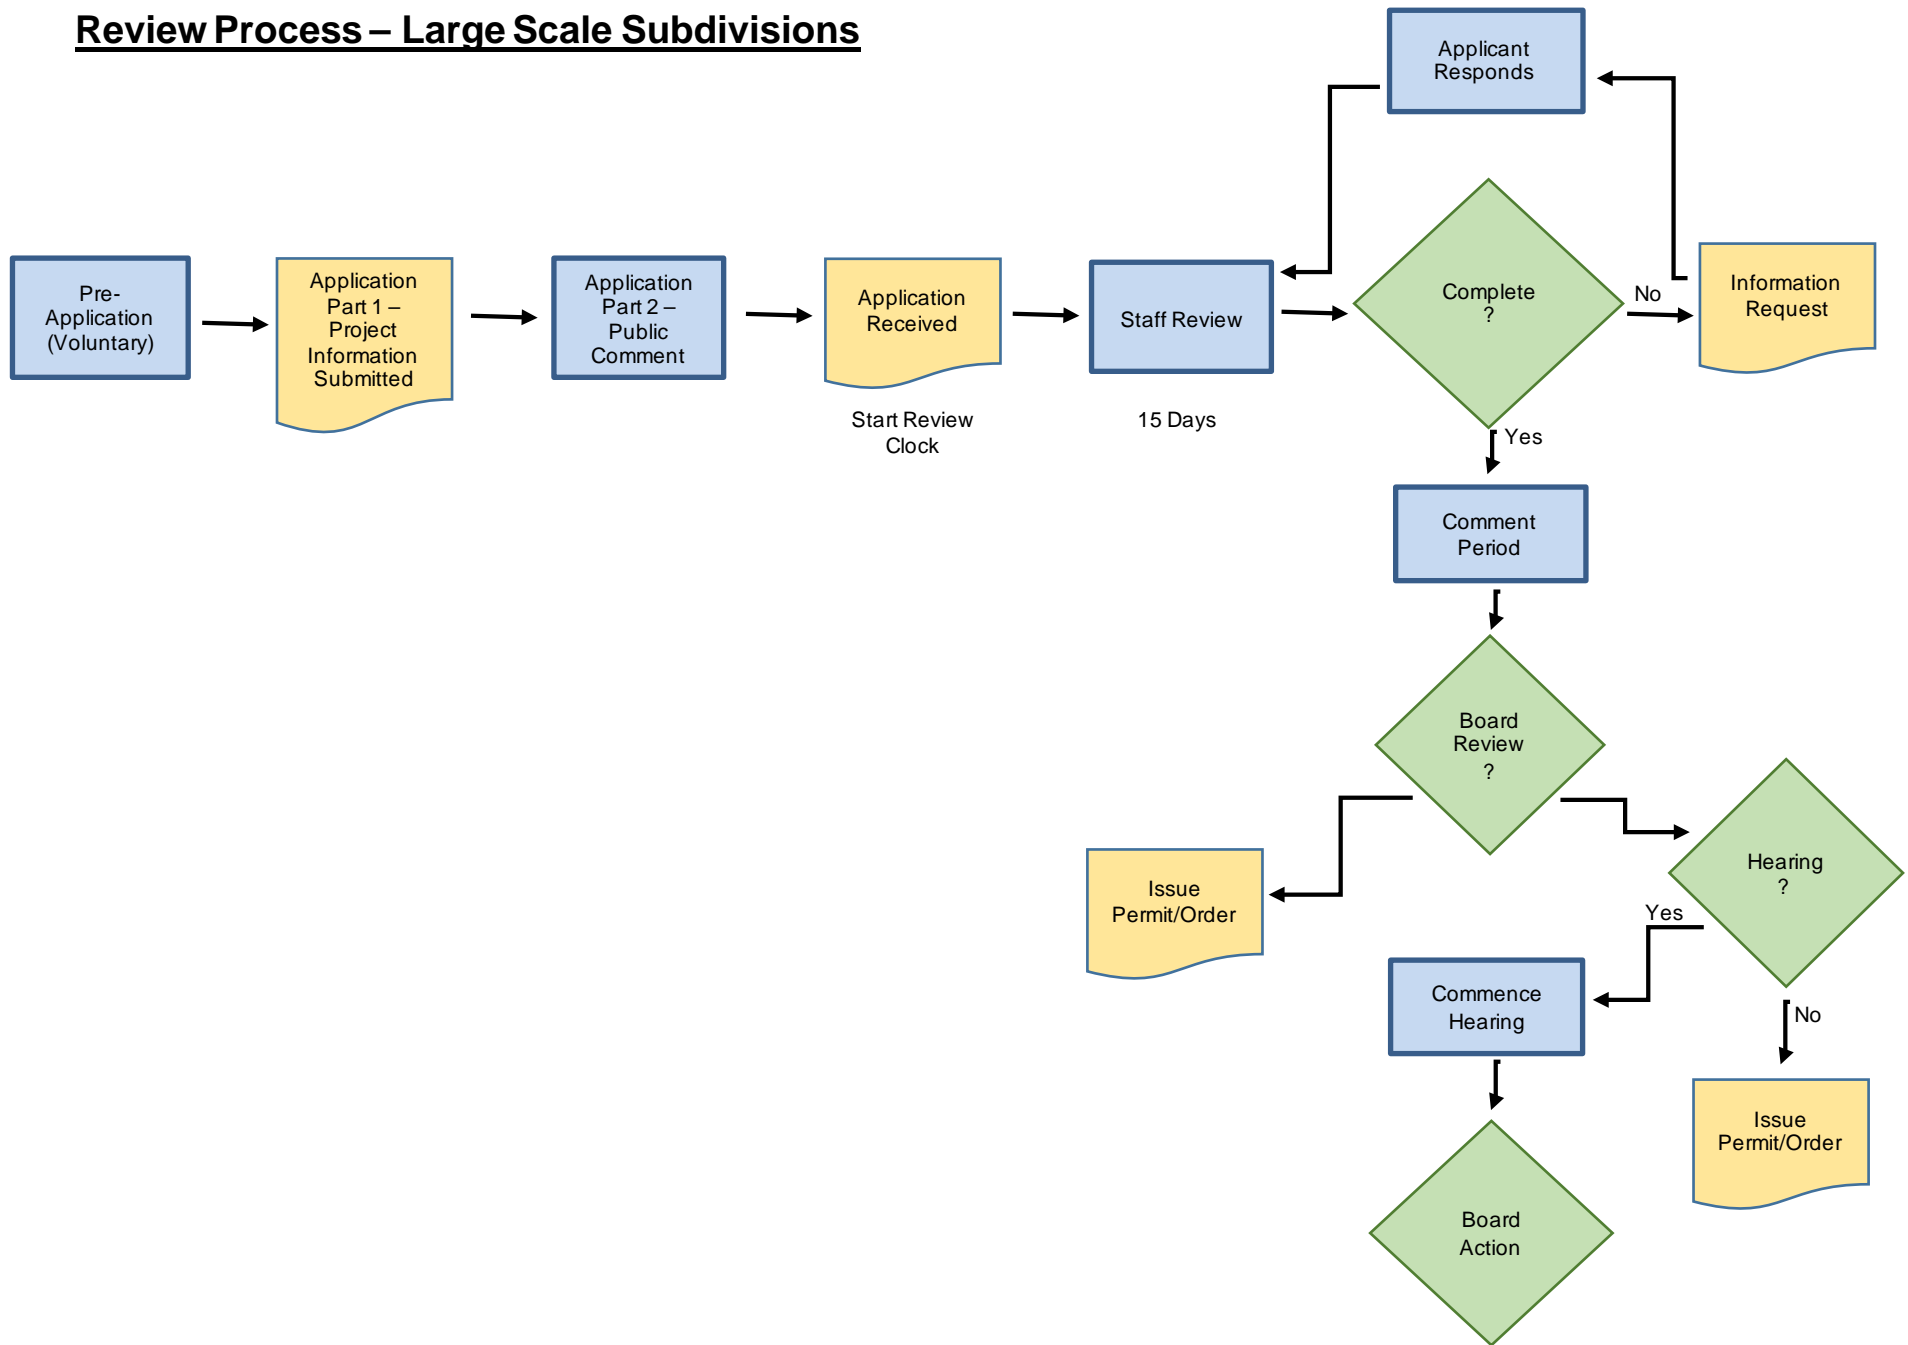 Review Process – Large Scale Subdivisions
Applicant
Responds
Pre-
Application
(Voluntary)
Application
Part 1 –
Project
Information
Submitted
Application
Part 2 –
Public
Comment
Application
Received
Start Review
Clock
Staff Review
15 Days
Complete
?
No
Information
Request
Yes
Comment
Period
Board
Review
?
Issue
Permit/Order
Hearing
?
Yes
Commence
Hearing
No
Issue
Permit/Order
Board
Action